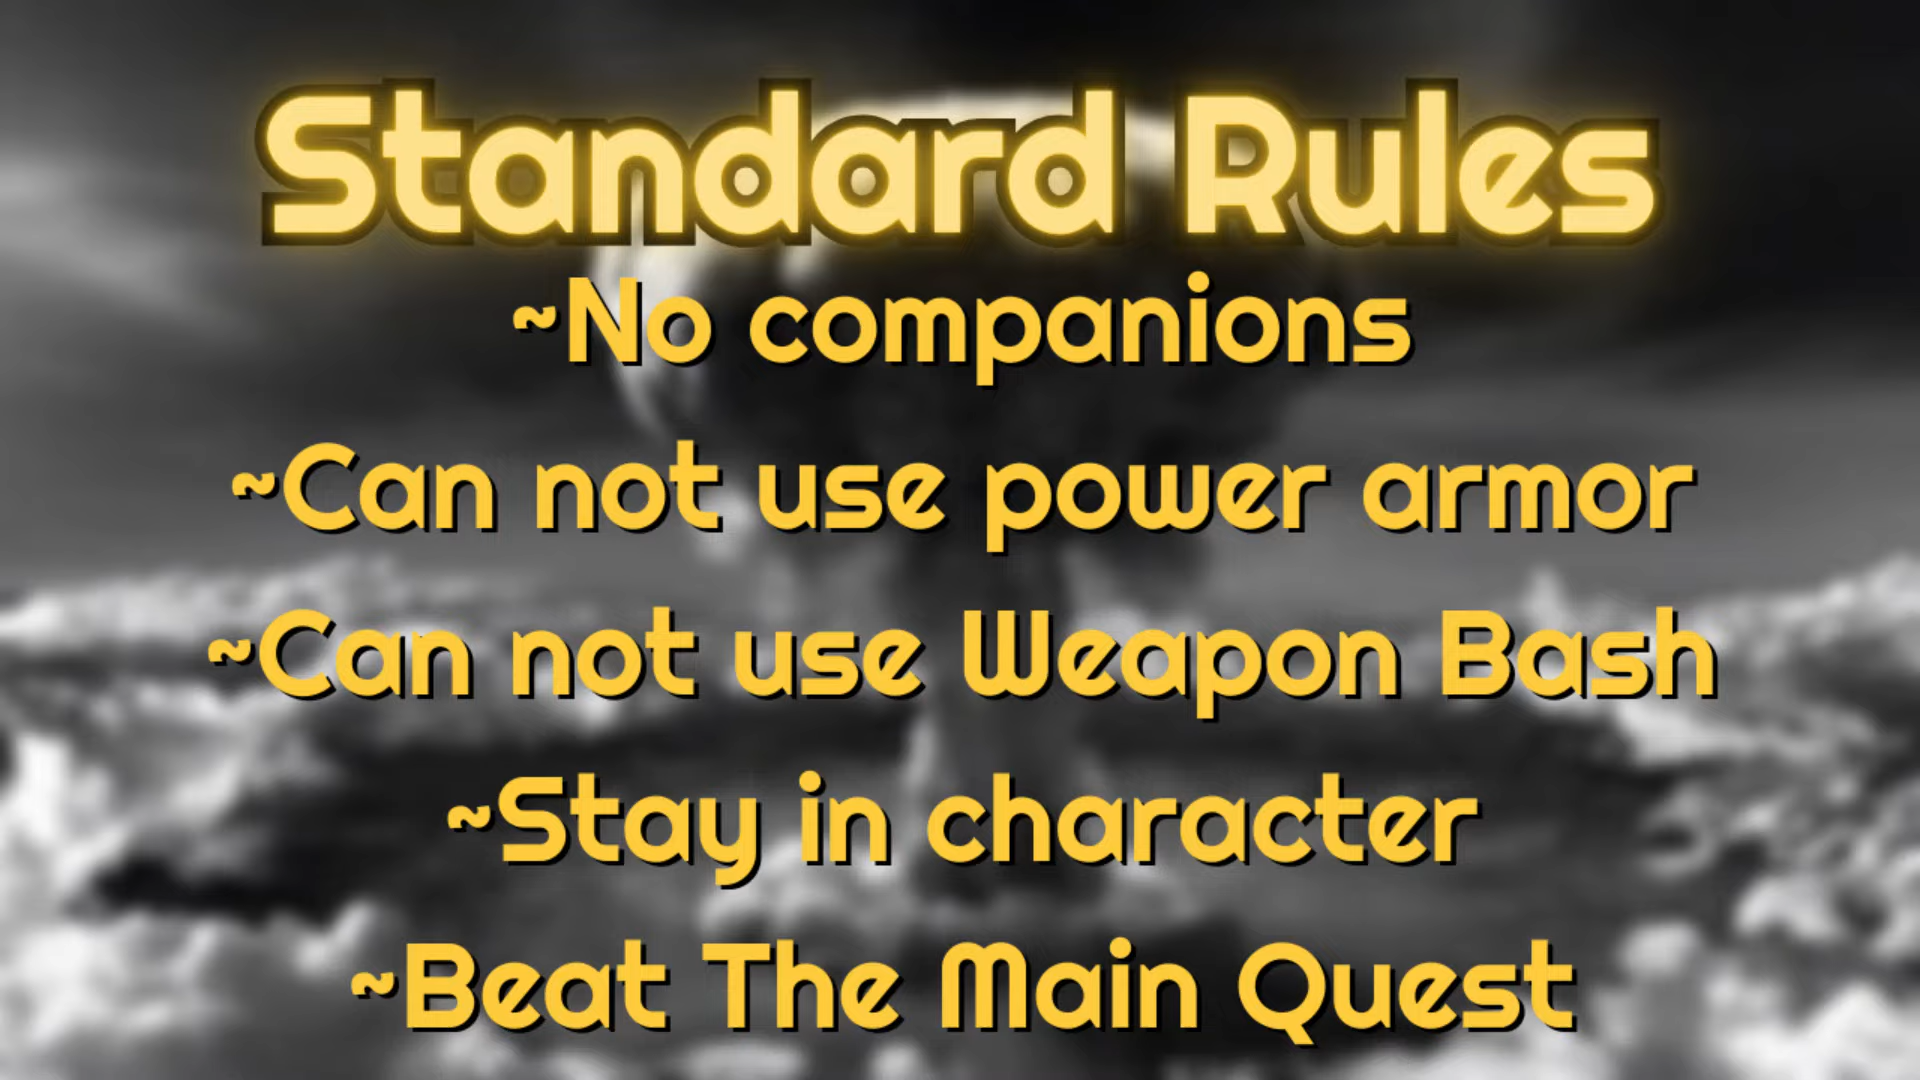 Standard Rules
~No companions
~Can not use power armor
~Can not use Weapon Bash
~Stay in character
~Beat The Main Quest